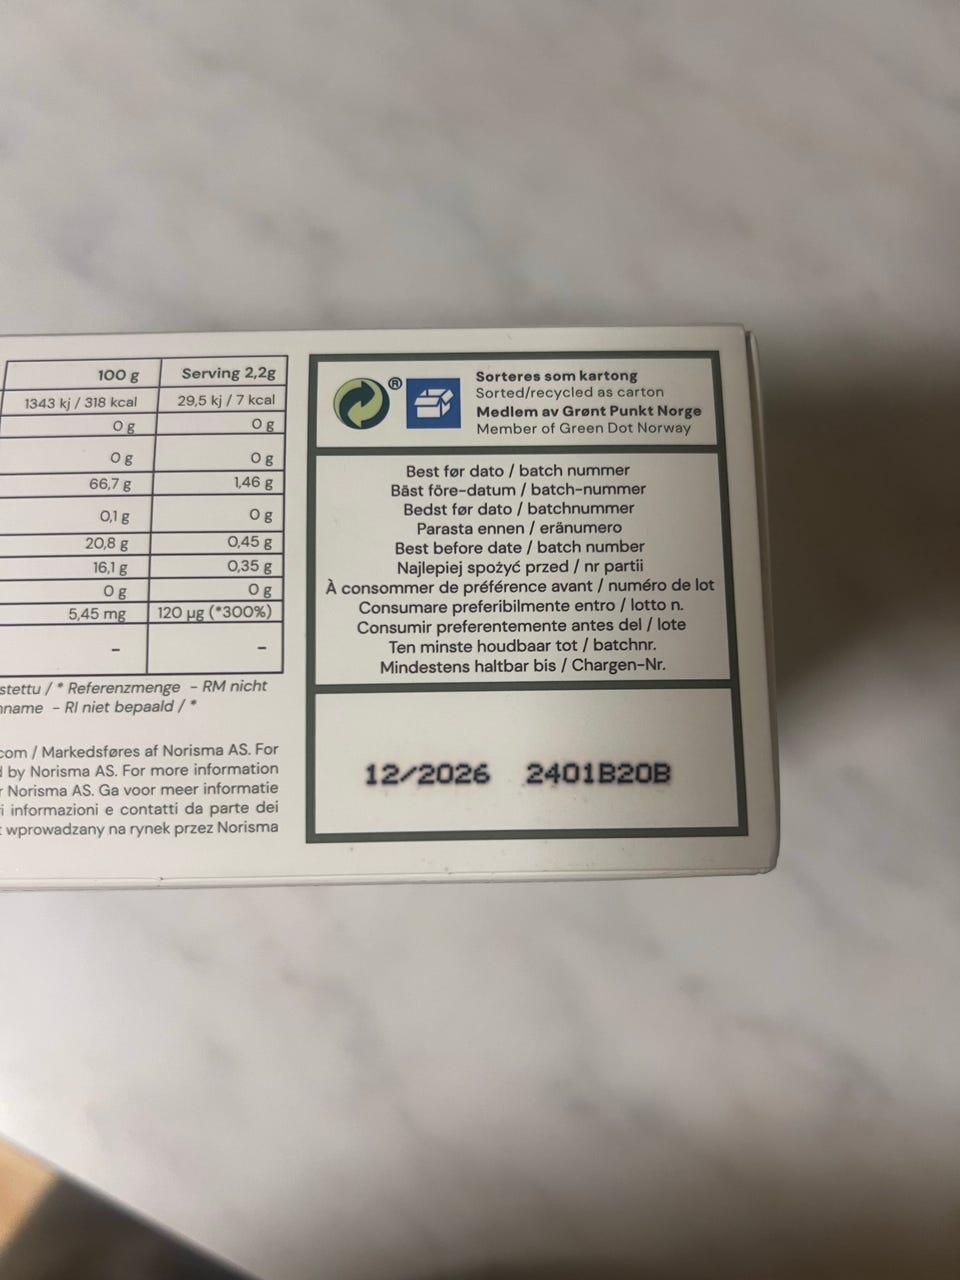 100 g Serving 2,2g
1343 kj / 318 kcal 29,5 kj / 7 kcal
0 g 0 g
0 g 0 g
66,7 g 1,46 g
0,1 g 0 g
20,8 g 0,45 g
16,1 g 0,35 g
0 g 0 g
5,45 mg 120 µg (*300%)
- -
stettu / * Referenzmenge - RM nicht
nname - RI niet bepaald / *
com / Markedsføres af Norisma AS. For
d by Norisma AS. For more information
r Norisma AS. Ga voor meer informatie
i informazioni e contatti da parte dei
t wprowadzany na rynek przez Norisma
®
Sorteres som kartong
Sorted/recycled as carton
Medlem av Grønt Punkt Norge
Member of Green Dot Norway
Best før dato / batch nummer
Bäst före-datum / batch-nummer
Bedst før dato / batchnummer
Parasta ennen / eränumero
Best before date / batch number
Najlepiej spożyć przed / nr partii
À consommer de préférence avant / numéro de lot
Consumare preferibilmente entro / lotto n.
Consumir preferentemente antes del / lote
Ten minste houdbaar tot / batchnr.
Mindestens haltbar bis / Chargen-Nr.
12/2026 2401B20B